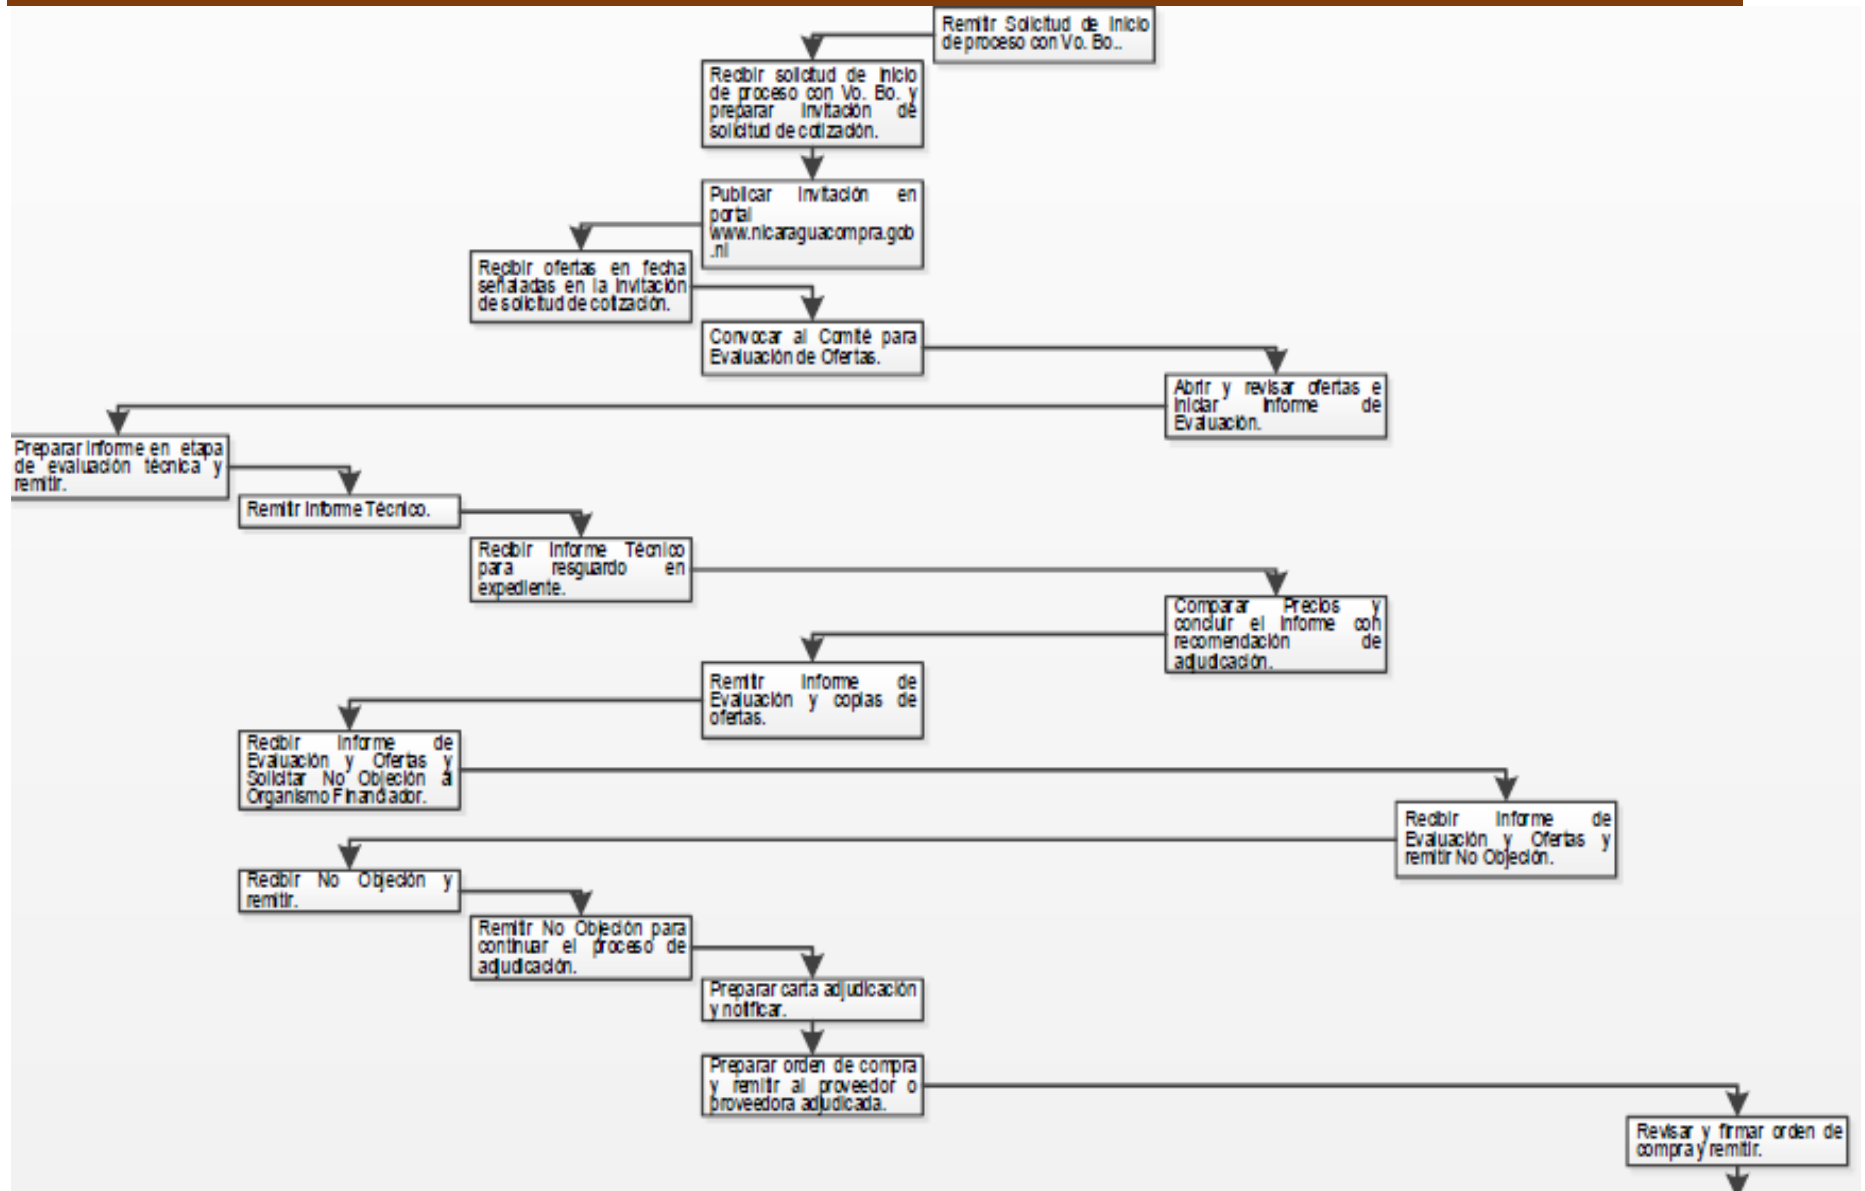 Remitir Solicitud de Inicio
de proceso con Vo. Bo..
Recibir solicitud de inicio
de proceso con Vo. Bo. y
preparar invitación de
solicitud de cotización.
Publicar invitación en
portal
www.nicaraguacompra.gob
.ni
Recibir ofertas en fecha
señaladas en la invitación
de solicitud de cotización.
Convocar al Comité para
Evaluación de Ofertas.
Abrir y revisar ofertas e
iniciar Informe de
Evaluación.
Preparar Informe en etapa
de evaluación técnica y
remitir.
Remitir Informe Técnico.
Recibir Informe Técnico
para resguardo en
expediente.
Comparar Precios y
concluir el informe con
recomendación de
adjudicación.
Remitir Informe de
Evaluación y copias de
ofertas.
Recibir Informe de
Evaluación y Ofertas y
Solicitar No Objeción a
Organismo Financiador.
Recibir Informe de
Evaluación y Ofertas y
remitir No Objeción.
Recibir No Objeción y
remitir.
Remitir No Objeción para
continuar el proceso de
adjudicación.
Preparar carta adjudicación
y notificar.
Preparar orden de compra
y remitir al proveedor o
proveedora adjudicada.
Revisar y firmar orden de
compra y remitir.